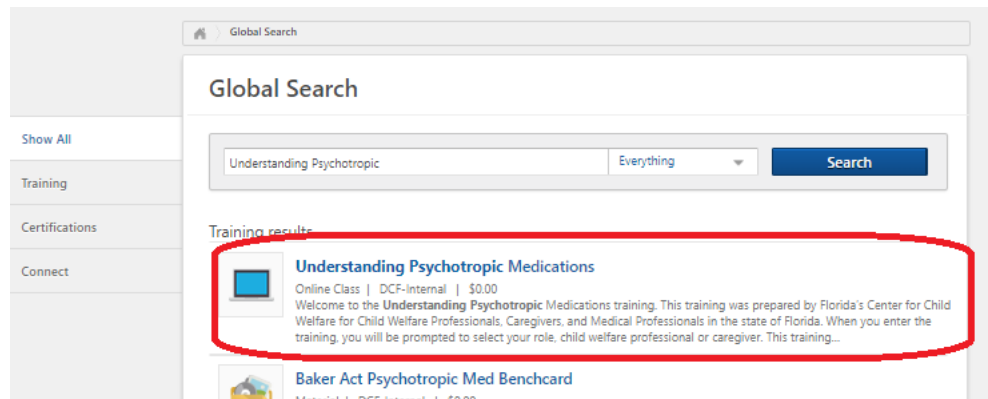 Global Search
Global Search
Show All
Training
Certifications
Connect
Understanding Psychotropic
Everything
Search
Training results
Understanding Psychotropic Medications
Online Class | DCF-Internal | $0.00
Welcome to the Understanding Psychotropic Medications training. This training was prepared by Florida's Center for Child
Welfare for Child Welfare Professionals, Caregivers, and Medical Professionals in the state of Florida. When you enter the
training, you will be prompted to select your role, child welfare professional or caregiver. This training...
Baker Act Psychotropic Med Benchcard